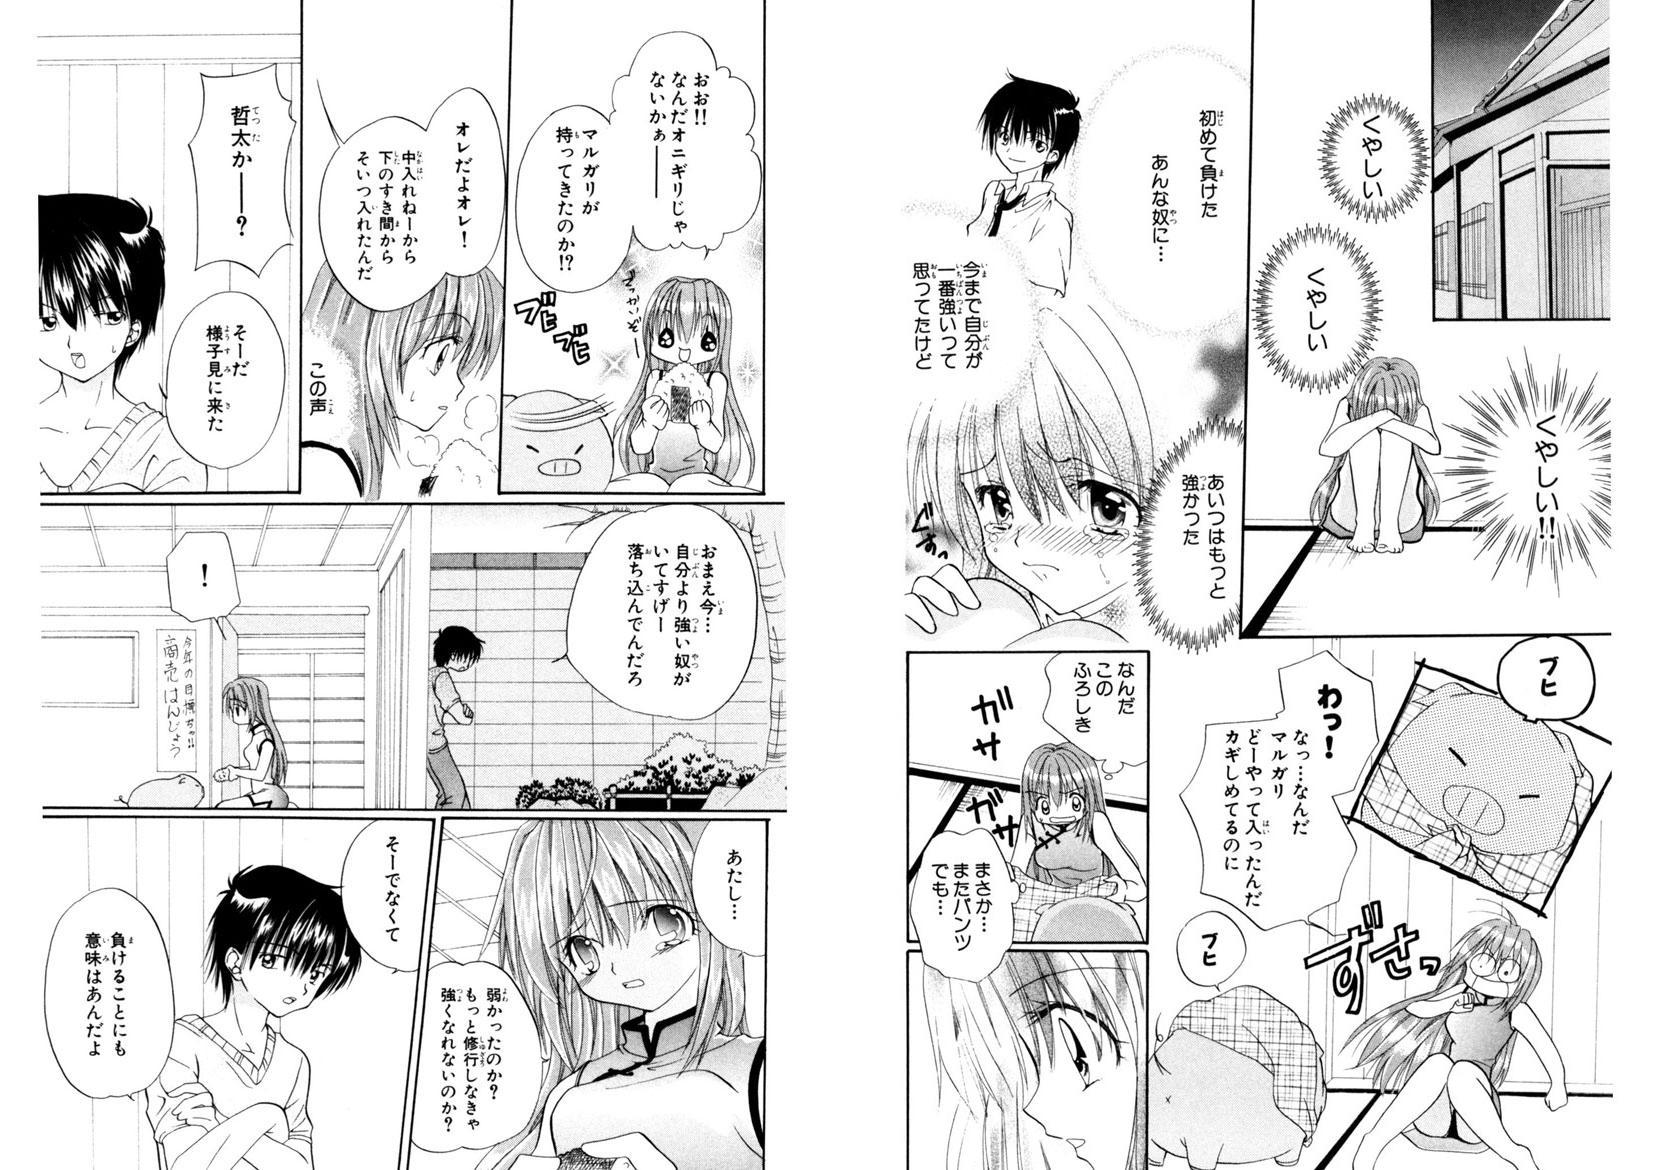 くやしい
くやしい
くやしい!!
初めて負けた
あんな奴に…
今まで自分が
一番強いって
思ってたけど
あいつはもっと
強かった
ぐすっ
ブヒ
わっ!
なっ…なんだ
マルガリ
どーやって入ったんだ
カギしめてるのに
ずざっ
ブヒ
なんだ
この
ふろしき
ガサ
ガサ
まさか…
またパンツ
でも…
おお!!
なんだオニギリじゃ
ないかぁ――
マルガリが
持ってきたのか!?
でっかいぞー
ブヒブヒ
オレだよオレ!
中入れねーから
下のすき間から
そいつ入れたんだ
この声
哲太か――?
そーだ
様子見に来た
おまえ今…
自分より強い奴が
いてすげー
落ち込んでんだろ
!
今年の目標ぢゃ!!
商売はんじょう
あたし…
弱かったのか?
もっと修行しなきゃ
強くなれないのか?
そーでなくて
負けることにも
意味はあんだよ